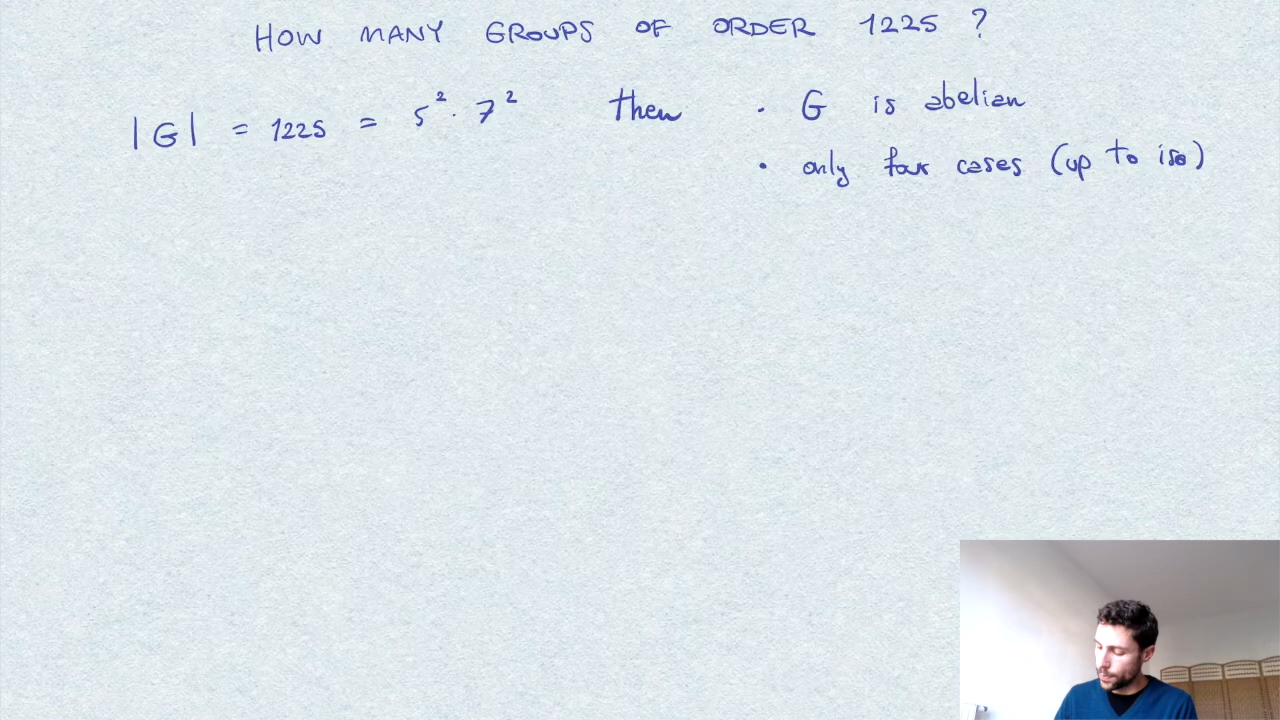 HOW MANY GROUPS OF ORDER 1225 ?
|G| = 1225 = 5² · 7² then · G is abelian
· only four cases (up to iso)